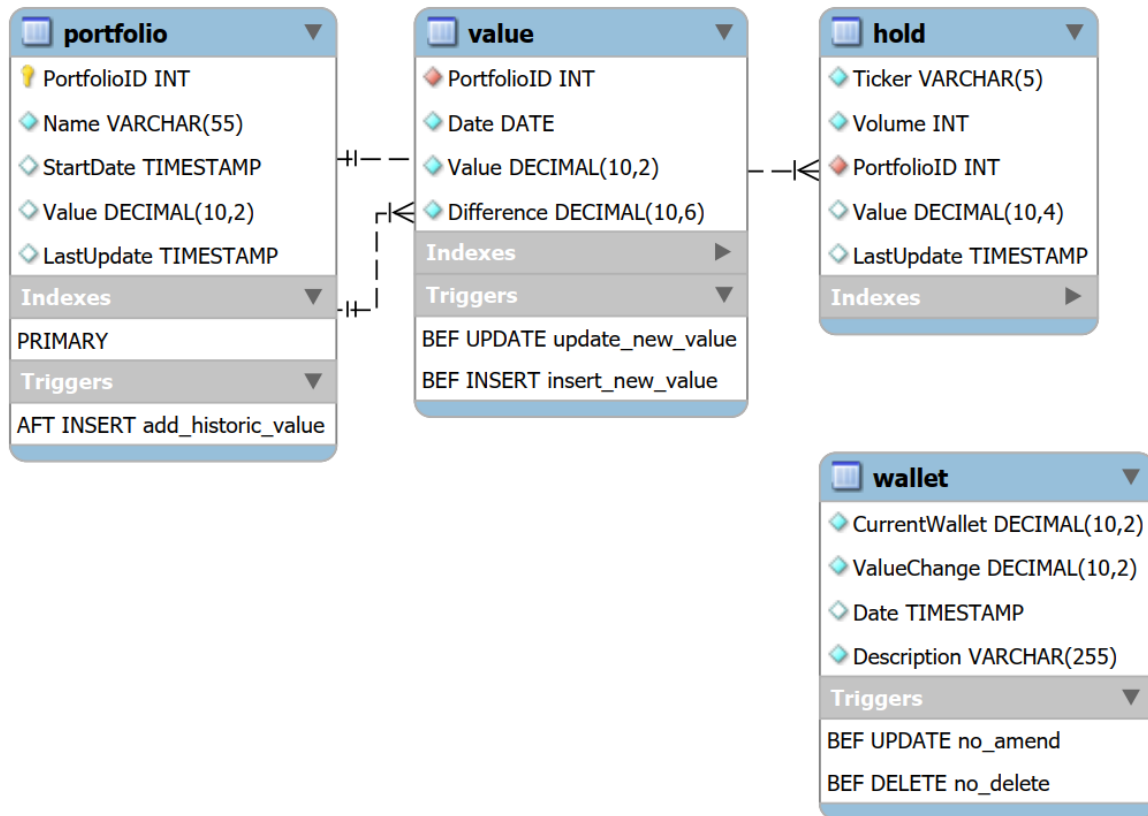 portfolio
PortfolioID INT
Name VARCHAR(55)
StartDate TIMESTAMP
Value DECIMAL(10,2)
LastUpdate TIMESTAMP
Indexes
PRIMARY
Triggers
AFT INSERT add_historic_value
value
PortfolioID INT
Date DATE
Value DECIMAL(10,2)
Difference DECIMAL(10,6)
Indexes
Triggers
BEF UPDATE update_new_value
BEF INSERT insert_new_value
hold
Ticker VARCHAR(5)
Volume INT
PortfolioID INT
Value DECIMAL(10,4)
LastUpdate TIMESTAMP
Indexes
wallet
CurrentWallet DECIMAL(10,2)
ValueChange DECIMAL(10,2)
Date TIMESTAMP
Description VARCHAR(255)
Triggers
BEF UPDATE no_amend
BEF DELETE no_delete